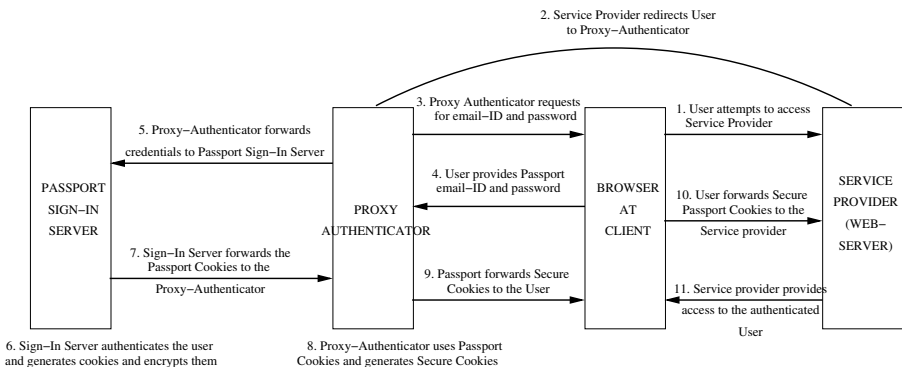 2. Service Provider redirects User
to Proxy−Authenticator
3. Proxy Authenticator requests
for email−ID and password
1. User attempts to access
Service Provider
5. Proxy−Authenticator forwards
credentials to Passport Sign−In Server
4. User provides Passport
email−ID and password
PASSPORT
SIGN−IN
SERVER
PROXY
AUTHENTICATOR
BROWSER
AT
CLIENT
SERVICE
PROVIDER
(WEB−
SERVER)
10. User forwards Secure
Passport Cookies to the
Service provider
7. Sign−In Server forwards the
Passport Cookies to the
Proxy−Authenticator
9. Passport forwards Secure
Cookies to the User
11. Service provider provides
access to the authenticated
User
6. Sign−In Server authenticates the user
and generates cookies and encrypts them
8. Proxy−Authenticator uses Passport
Cookies and generates Secure Cookies